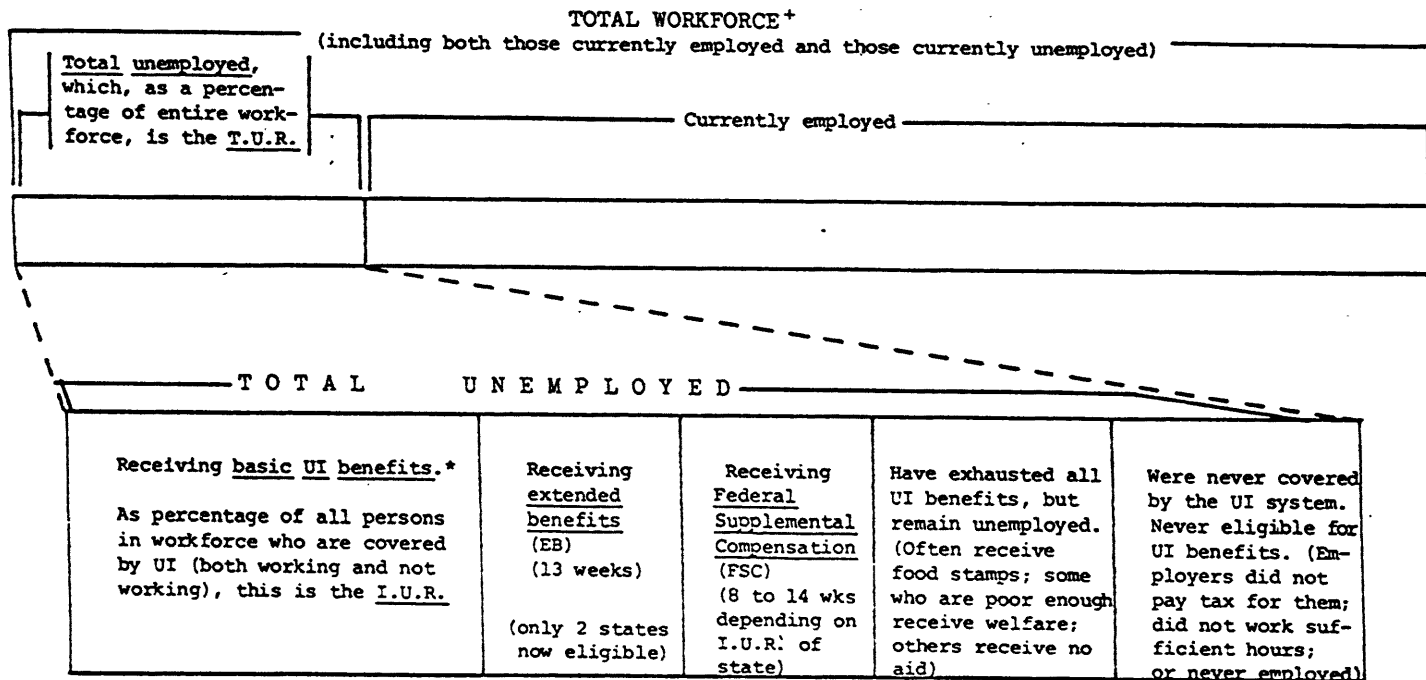 TOTAL WORKFORCE+
(including both those currently employed and those currently unemployed)
Total unemployed,
which, as a percen-
tage of entire work-
force, is the T.U.R.
Currently employed
TOTAL UNEMPLOYED
Receiving basic UI benefits.*
As percentage of all persons
in workforce who are covered
by UI (both working and not
working), this is the I.U.R.
Receiving
extended
benefits
(EB)
(13 weeks)
(only 2 states
now eligible)
Receiving
Federal
Supplemental
Compensation
(FSC)
(8 to 14 wks
depending on
I.U.R. of
state)
Have exhausted all
UI benefits, but
remain unemployed.
(Often receive
food stamps; some
who are poor enough
receive welfare;
others receive no
aid)
Were never covered
by the UI system.
Never eligible for
UI benefits. (Em-
ployers did not
pay tax for them;
did not work suf-
ficient hours;
or never employed)